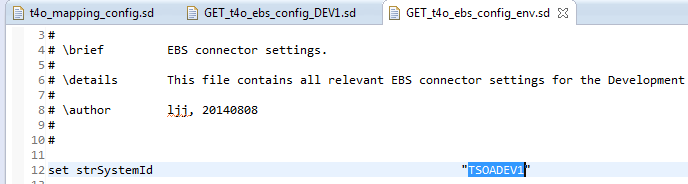 t4o_mapping_config.sd GET_t4o_ebs_config_DEV1.sd GET_t4o_ebs_config_env.sd
3 #
4 # \brief EBS connector settings.
5 #
6 # \details This file contains all relevant EBS connector settings for the Development
7 #
8 # \author ljj, 20140808
9 #
10 #
11
12 set strSystemId "TSOADEV1"